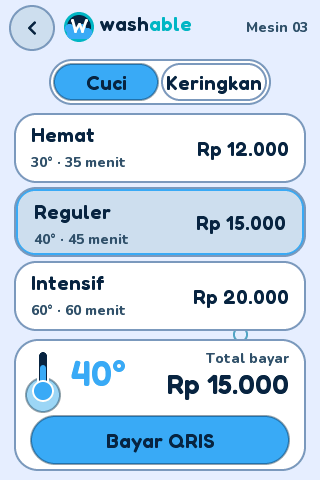 washable
Mesin 03
Cuci
Keringkan
Hemat
30° · 35 menit
Rp 12.000
Reguler
40° · 45 menit
Rp 15.000
Intensif
60° · 60 menit
Rp 20.000
40°
Total bayar
Rp 15.000
Bayar QRIS